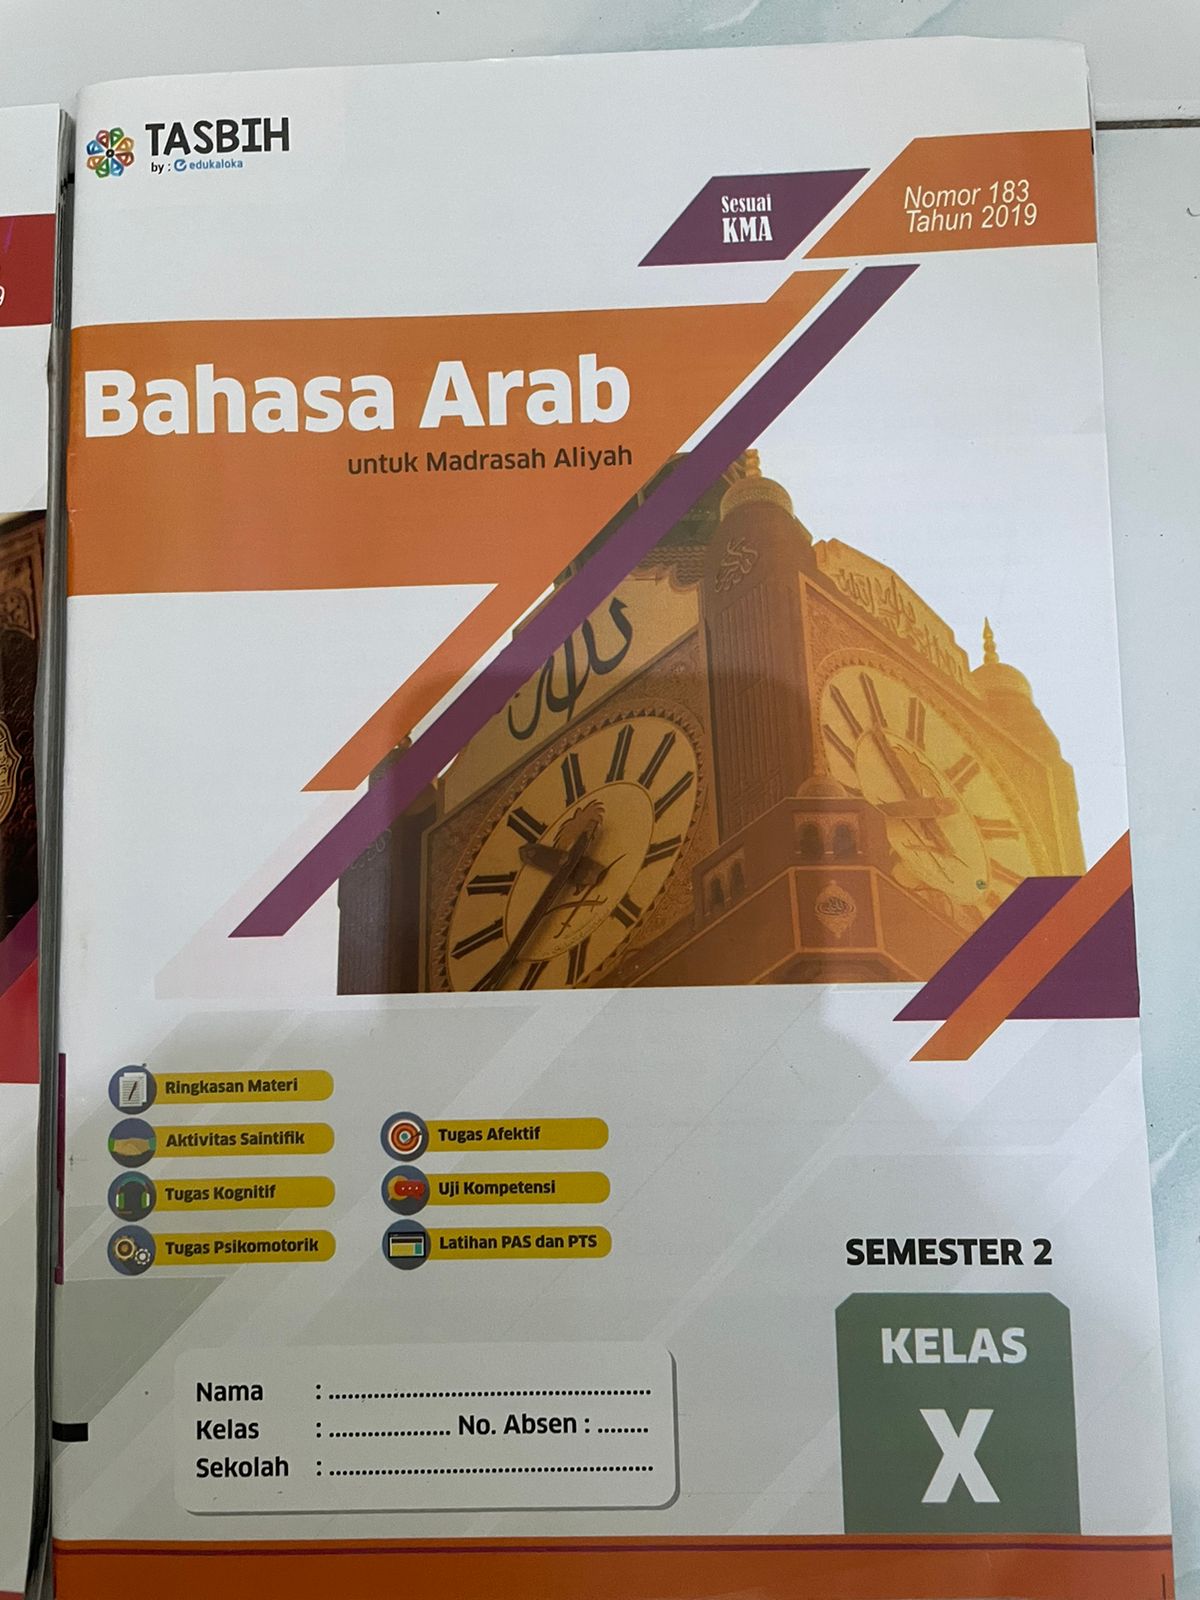 TASBIH
by : edukaloka
Sesuai
KMA
Nomor 183
Tahun 2019
Bahasa Arab
untuk Madrasah Aliyah
Ringkasan Materi
Aktivitas Saintifik
Tugas Kognitif
Tugas Psikomotorik
Tugas Afektif
Uji Kompetensi
Latihan PAS dan PTS
SEMESTER 2
KELAS
X
Nama : ....................................................
Kelas : .................... No. Absen : ........
Sekolah : ....................................................
9